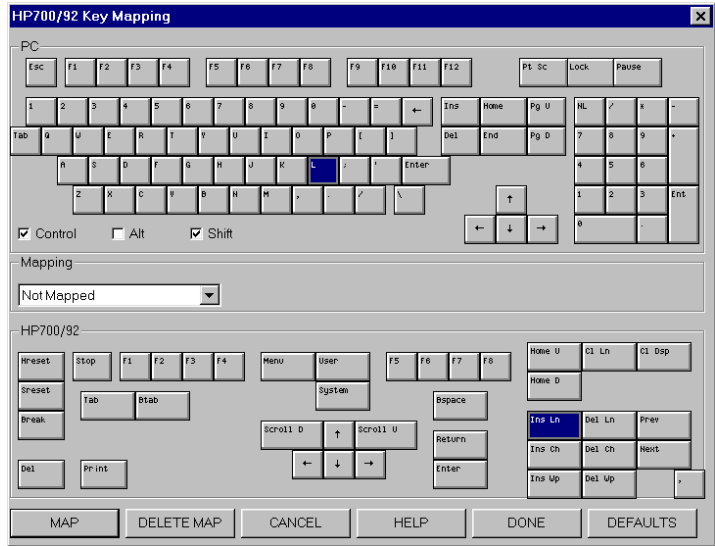 HP700/92 Key Mapping
PC
Esc F1 F2 F3 F4 F5 F6 F7 F8 F9 F10 F11 F12 Pt Sc Lock Pause
1 2 3 4 5 6 7 8 9 0 - = ← Ins Home Pg U NL / * -
Tab Q W E R T Y U I O P [ ] Del End Pg D 7 8 9 +
A S D F G H J K L ; ' Enter 4 5 6
Z X C V B N M , . / \ ↑ 1 2 3 Ent
Control Alt Shift ← ↓ → 0 .
Mapping
Not Mapped
HP700/92
Hreset Stop F1 F2 F3 F4 Menu User F5 F6 F7 F8 Home U Cl Ln Cl Dsp
Sreset Tab Btab System Bspace Home D
Break Scroll D ↑ Scroll U Return Ins Ln Del Ln Prev
Del Print ← ↓ → Enter Ins Ch Del Ch Next
Ins Wp Del Wp ,
MAP DELETE MAP CANCEL HELP DONE DEFAULTS